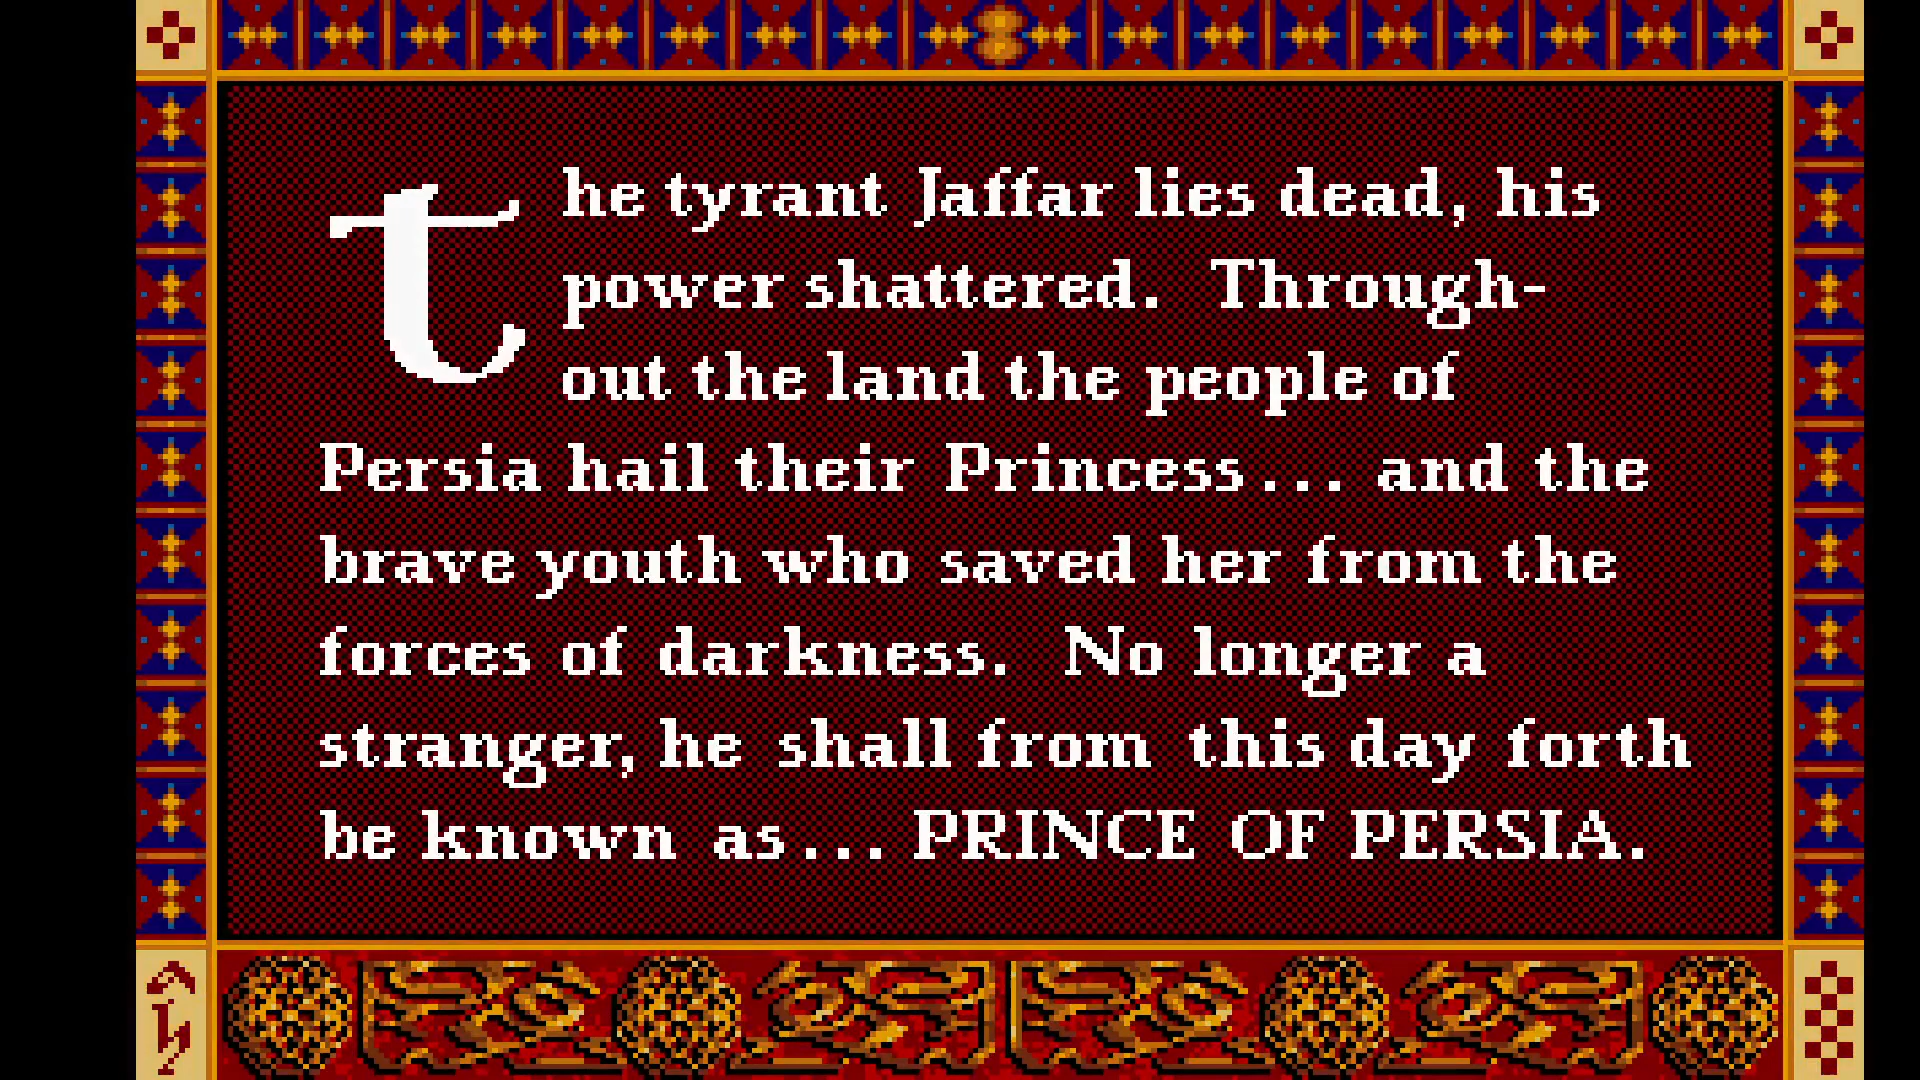 The tyrant Jaffar lies dead, his
power shattered. Through-
out the land the people of
Persia hail their Princess... and the
brave youth who saved her from the
forces of darkness. No longer a
stranger, he shall from this day forth
be known as... PRINCE OF PERSIA.